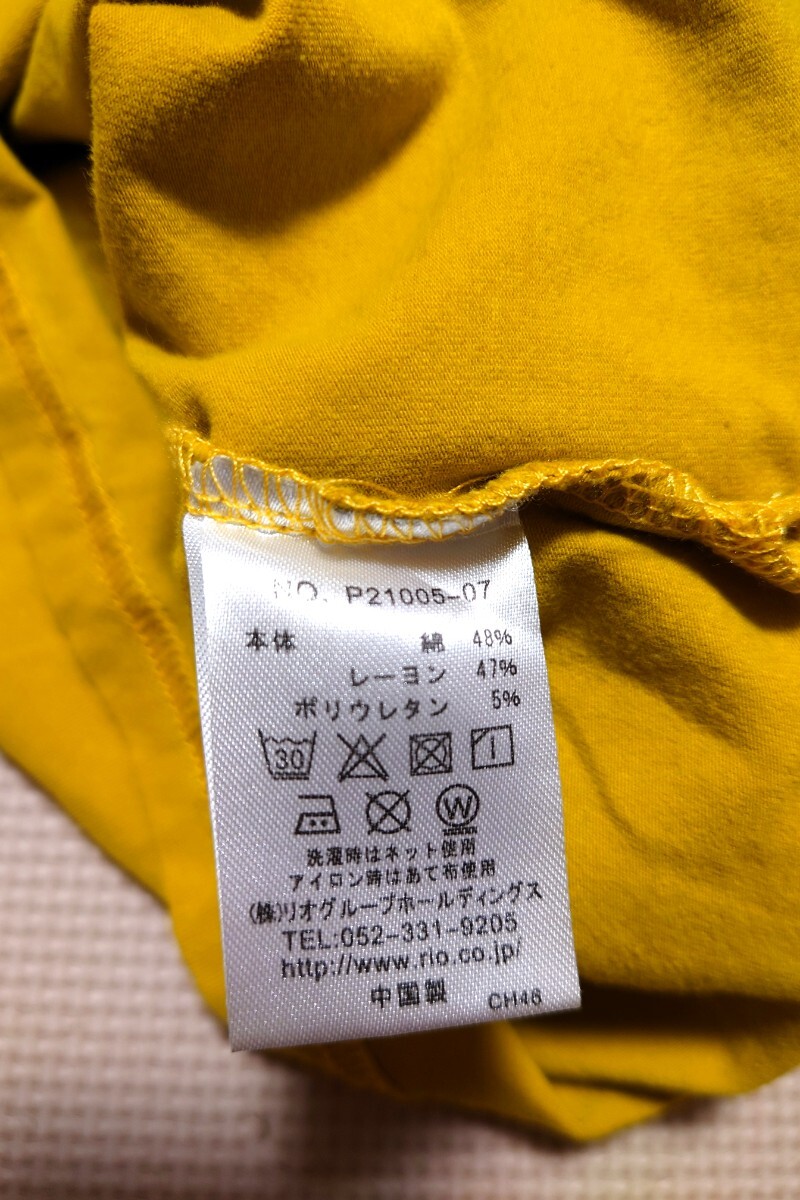 NO. P21005-07
本体 綿 48%
レーヨン 47%
ポリウレタン 5%
30
W
洗濯時はネット使用
アイロン時はあて布使用
(株)リオグループホールディングス
TEL:052-331-9205
http://www.rio.co.jp/
中国製 CH46